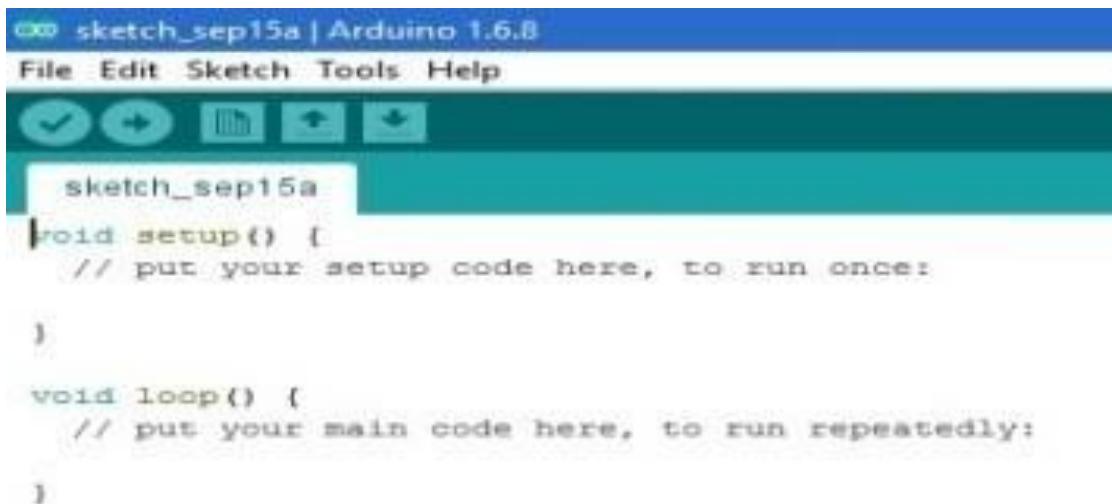 sketch_sep15a | Arduino 1.6.8
File Edit Sketch Tools Help
sketch_sep15a
void setup() {
  // put your setup code here, to run once:
}
void loop() {
  // put your main code here, to run repeatedly:
}